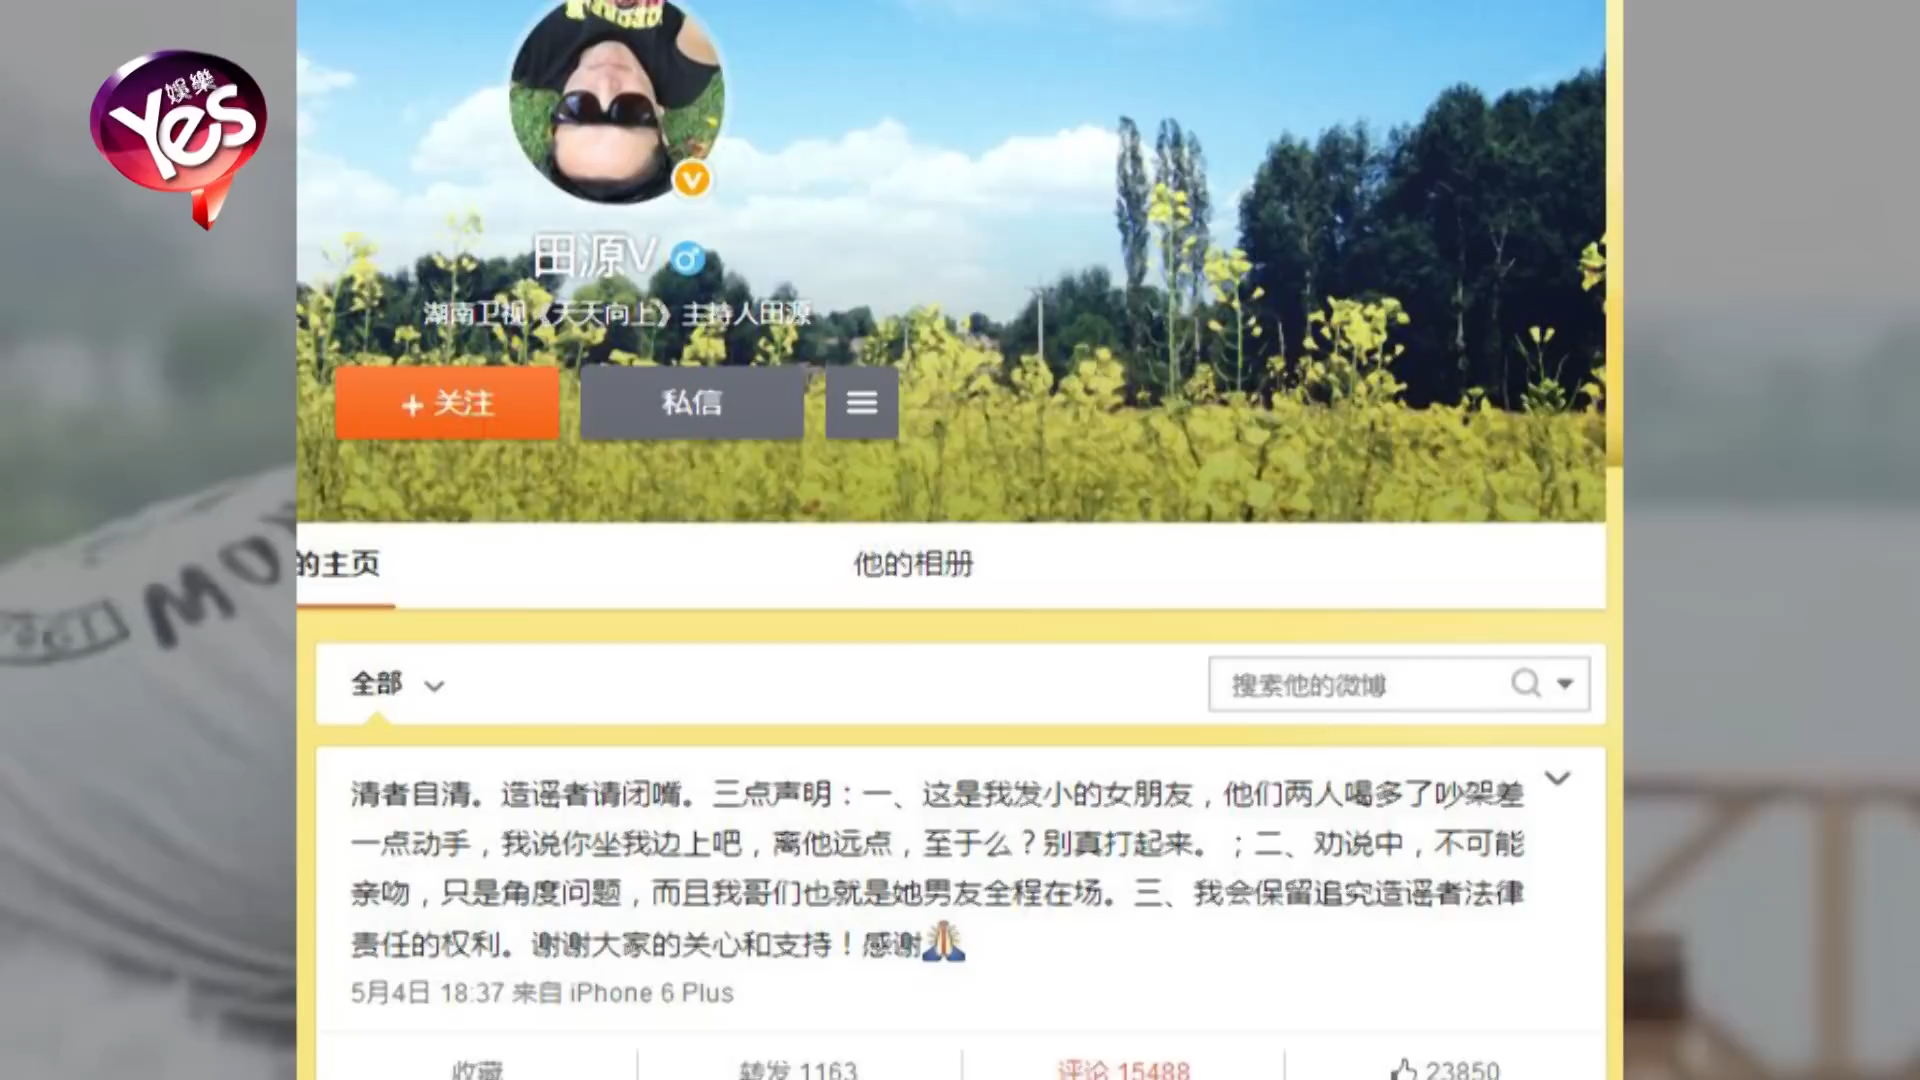 娱樂
Yes
田源V
湖南卫视《天天向上》主持人田源
+ 关注
私信
的主页
他的相册
全部
搜索他的微博
清者自清。造谣者请闭嘴。三点声明：一、这是我发小的女朋友，他们两人喝多了吵架差
一点动手，我说你坐我边上吧，离他远点，至于么？别真打起来。；二、劝说中，不可能
亲吻，只是角度问题，而且我哥们也就是她男友全程在场。三、我会保留追究造谣者法律
责任的权利。谢谢大家的关心和支持！感谢🙏
5月4日 18:37 来自 iPhone 6 Plus
收藏
转发 1163
评论 15488
23850